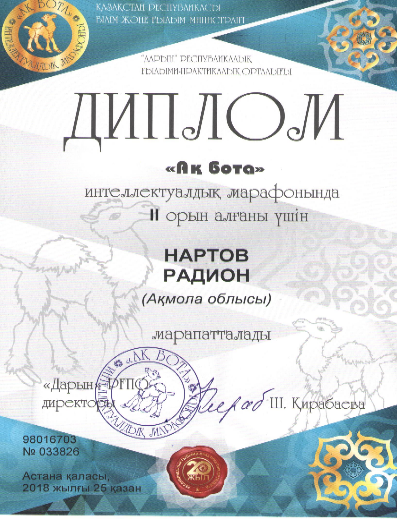 ҚАЗАҚСТАН РЕСПУБЛИКАСЫ
БІЛІМ ЖӘНЕ ҒЫЛЫМ МИНИСТРЛІГІ
"ДАРЫН" РЕСПУБЛИКАЛЫҚ
ҒЫЛЫМИ-ПРАКТИКАЛЫҚ ОРТАЛЫҒЫ
«АҚ БОТА»
ДИПЛОМ
«Ақ бота»
интеллектуалдық марафонында
II орын алғаны үшін
НАРТОВ
РАДИОН
(Ақмола облысы)
марапатталады
«Дарын» РҒПО
директоры
Ш. Қирабаева
«АҚ БОТА»
98016703
№ 033826
20
ЖЫЛ
Астана қаласы,
2018 жылғы 25 қазан